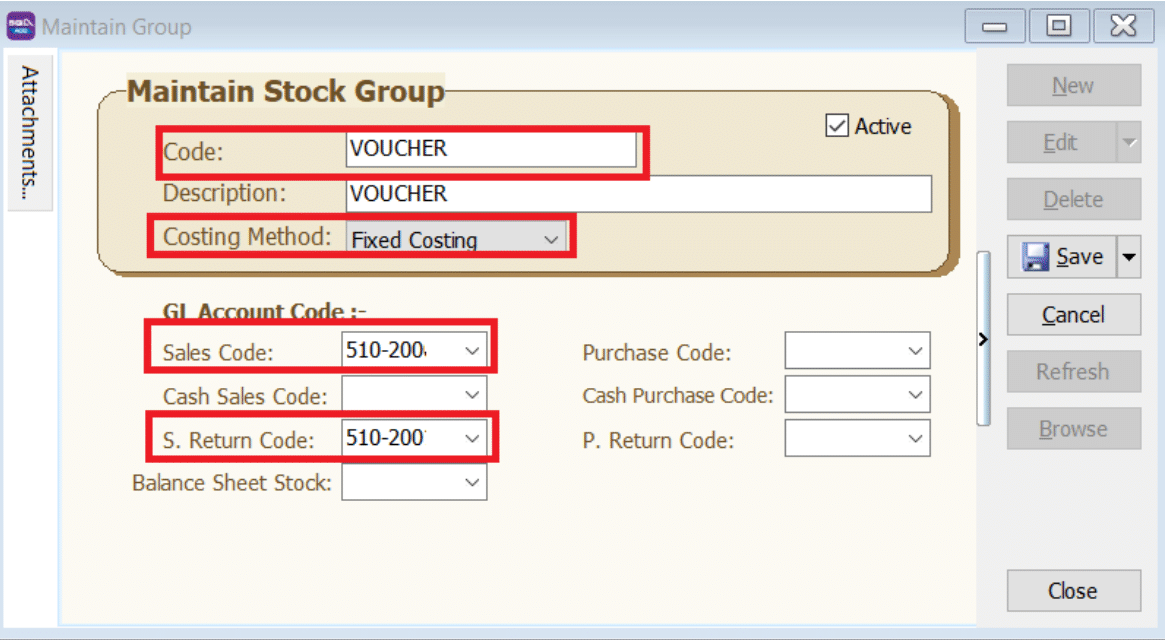 Maintain Group
Attachments...
Maintain Stock Group
Active
Code: VOUCHER
Description: VOUCHER
Costing Method: Fixed Costing
GL Account Code :-
Sales Code: 510-200
Purchase Code:
Cash Sales Code:
Cash Purchase Code:
S. Return Code: 510-200
P. Return Code:
Balance Sheet Stock:
New
Edit
Delete
Save
Cancel
Refresh
Browse
Close